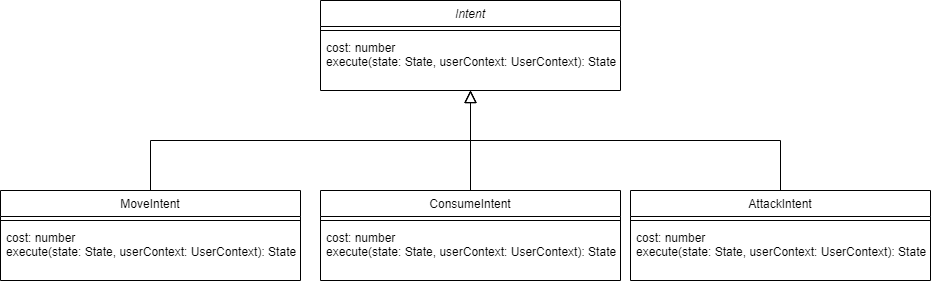 Intent
cost: number
execute(state: State, userContext: UserContext): State
MoveIntent
cost: number
execute(state: State, userContext: UserContext): State
ConsumeIntent
cost: number
execute(state: State, userContext: UserContext): State
AttackIntent
cost: number
execute(state: State, userContext: UserContext): State